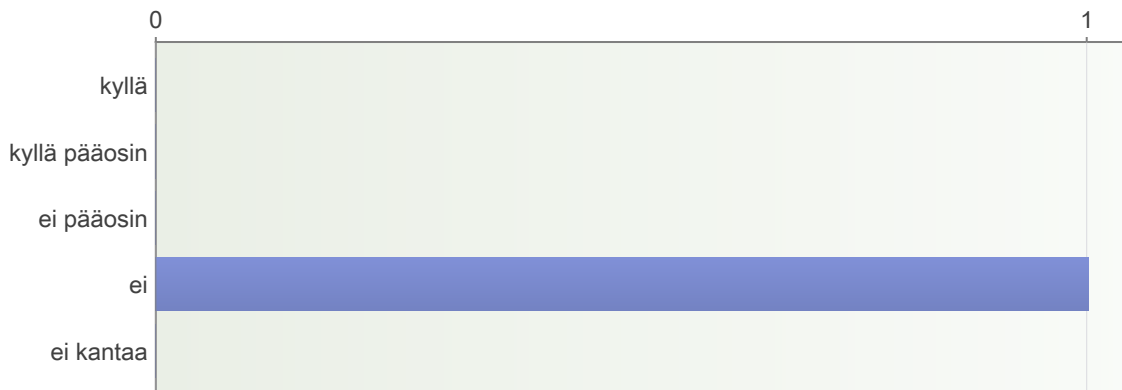 0 1
kyllä
kyllä pääosin
ei pääosin
ei
ei kantaa